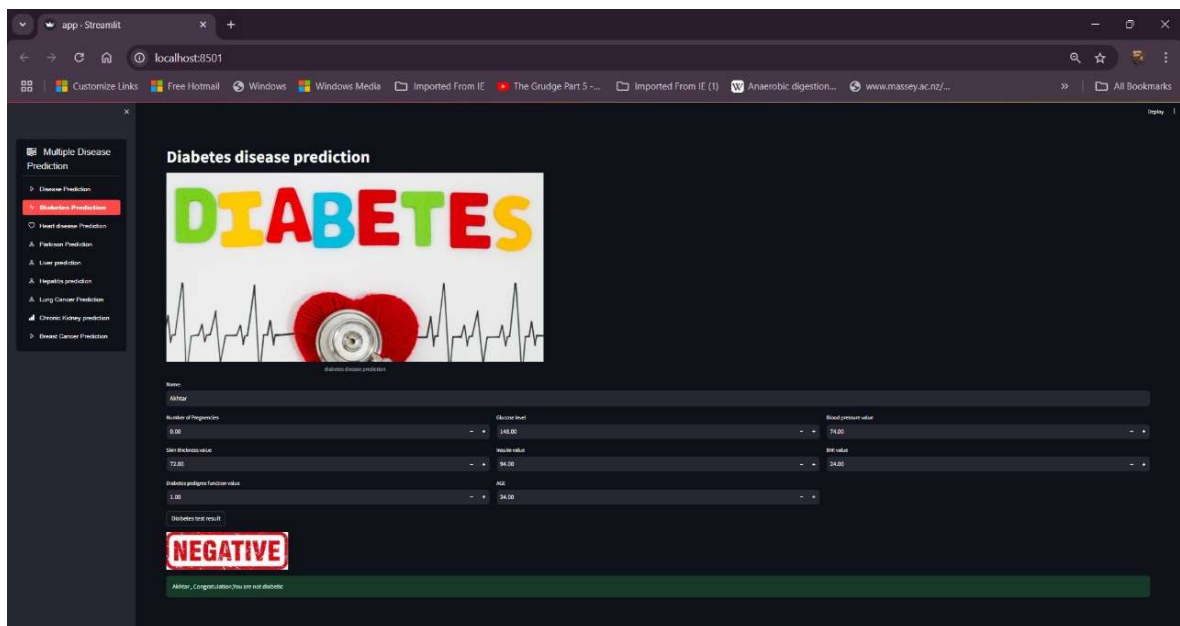 app - Streamlit
localhost:8501
Customize Links Free Hotmail Windows Windows Media Imported From IE The Grudge Part 5 -... Imported From IE (1) W Anaerobic digestion... www.massey.ac.nz/... » All Bookmarks
Deploy
Multiple Disease
Prediction
Disease Prediction
Diabetes Prediction
Heart disease Prediction
Parkison Prediction
Liver prediction
Hepatitis prediction
Lung Cancer Prediction
Chronic Kidney prediction
Breast Cancer Prediction
Diabetes disease prediction
DIABETES
diabetes disease prediction
Name:
Akhtar
Number of Pregnencies Glucose level Blood pressure value
0.00 - + 148.00 - + 74.00 - +
Skin thickness value Insulin value BMI value
72.00 - + 94.00 - + 24.00 - +
Diabetes pedigree function value AGE
1.00 - + 34.00 - +
Diabetes test result
NEGATIVE
Akhtar , Congratulation,You are not diabetic